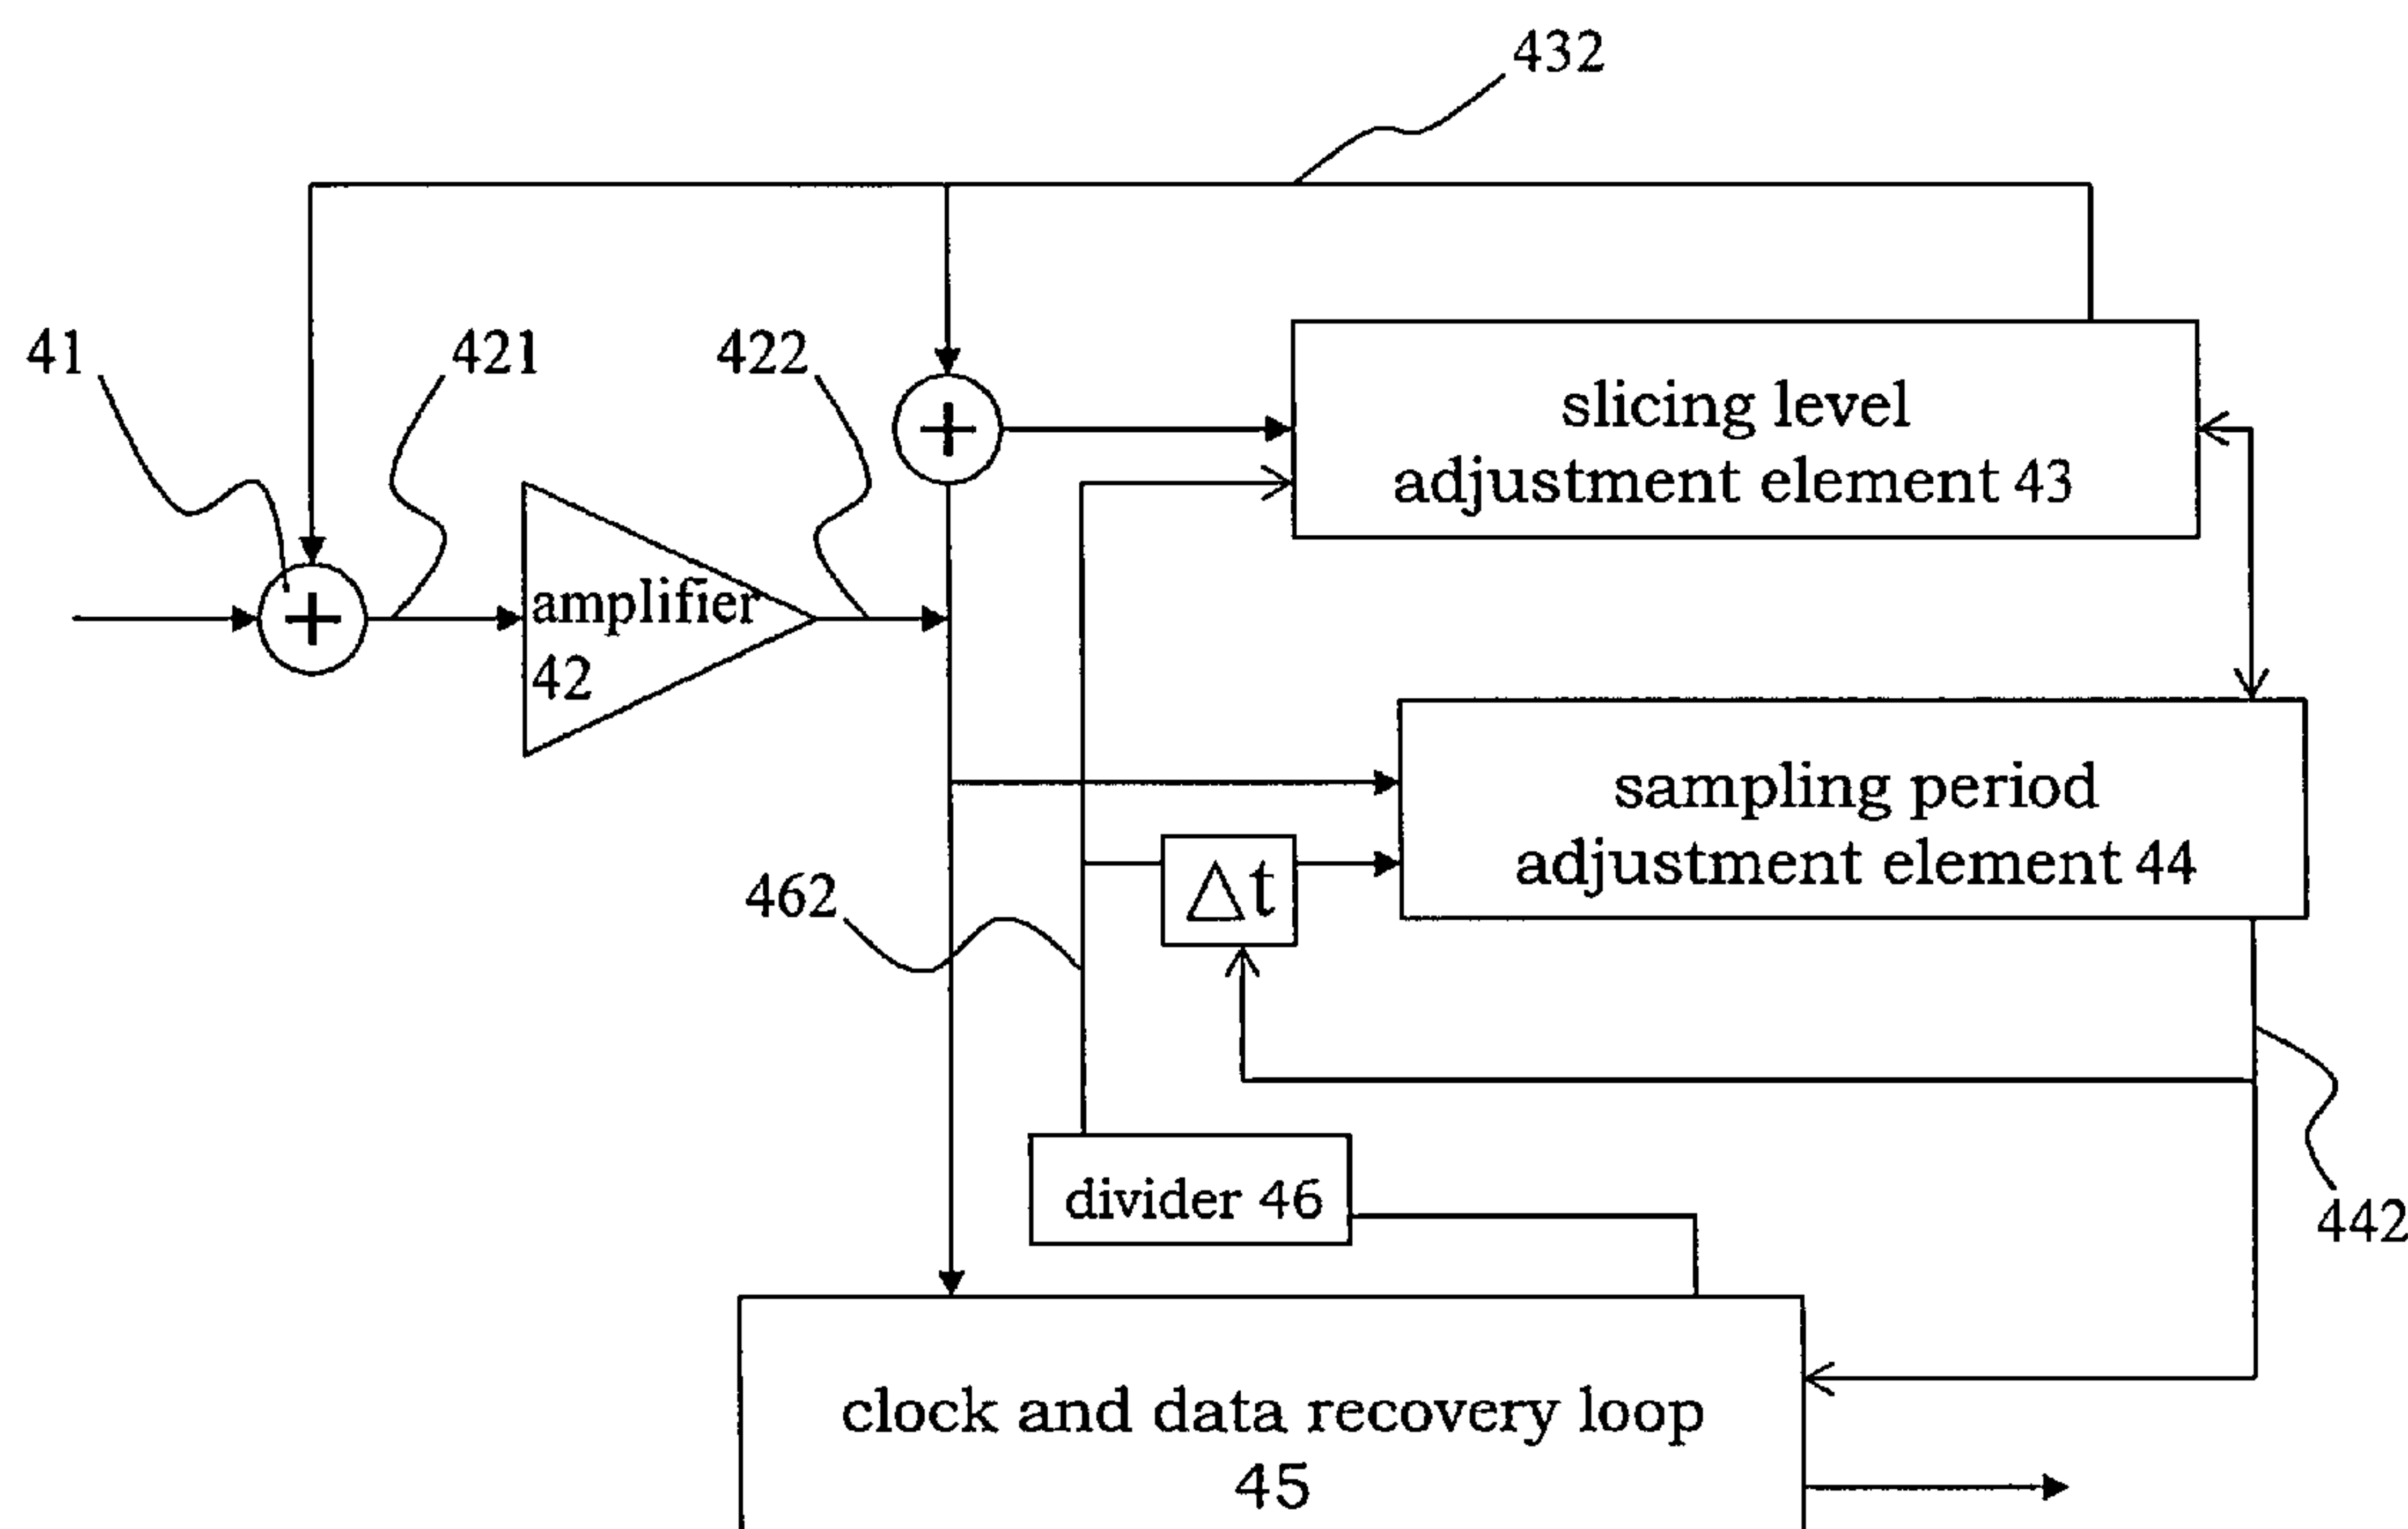 432
41
421
422
slicing level
adjustment element 43
+
+
amplifier
42
sampling period
adjustment element 44
Δt
462
divider 46
442
clock and data recovery loop
45